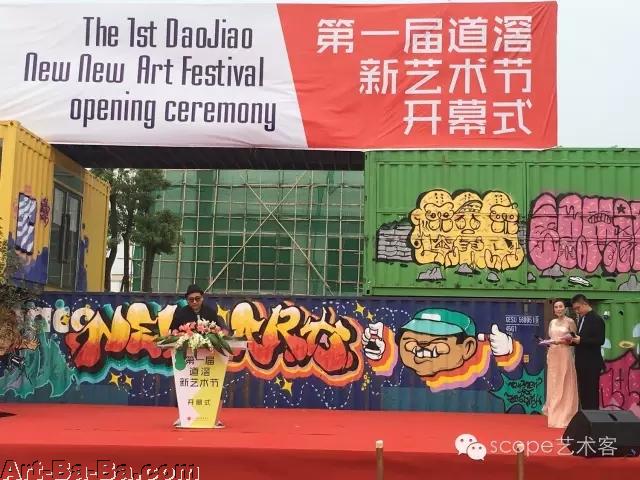 The 1st DaoJiao
New New Art Festival
opening ceremony
第一届道滘
新艺术节
开幕式
NEW ART
第一届
道滘
新艺术节
开幕式
45G1
scope艺术客
Art-Ba-Ba.com